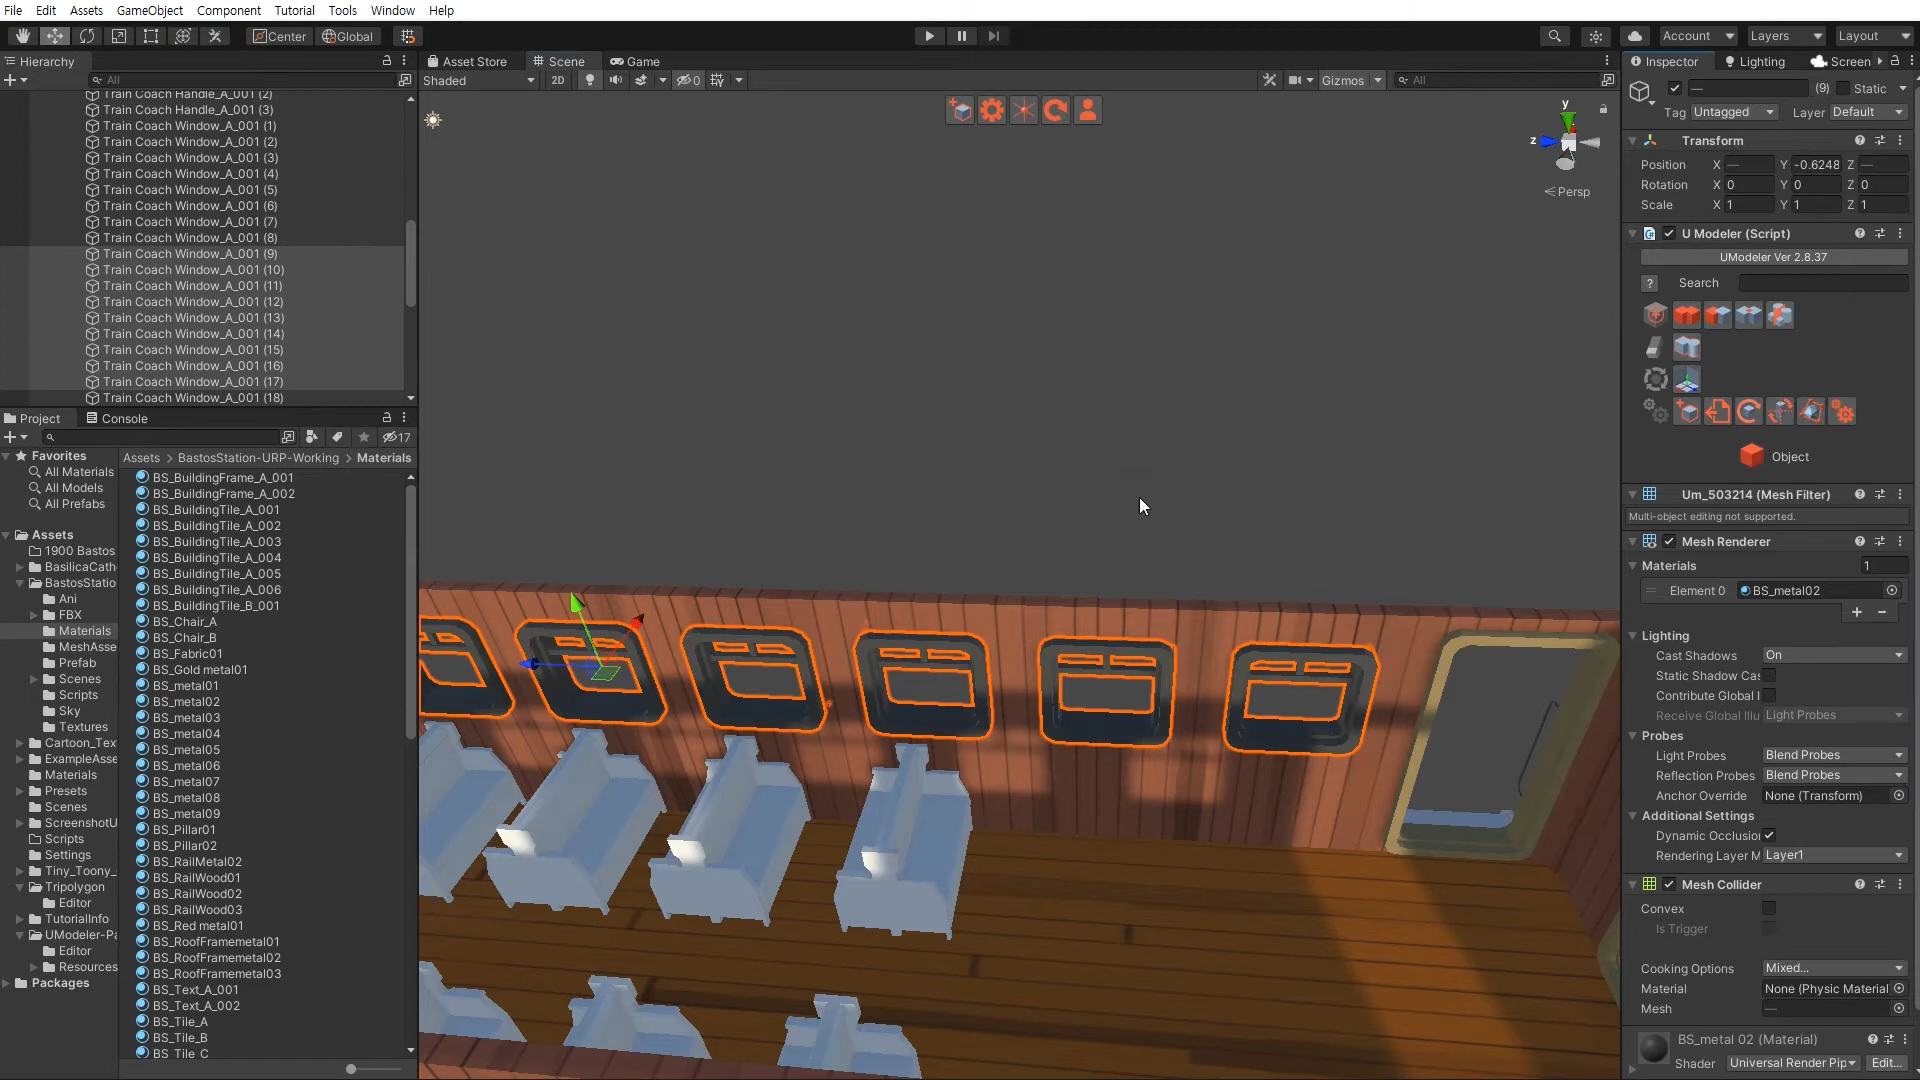 File Edit Assets GameObject Component Tutorial Tools Window Help
Center Global Account Layers Layout
Hierarchy
All
Train Coach Handle_A_001 (2)
Train Coach Handle_A_001 (3)
Train Coach Window_A_001 (1)
Train Coach Window_A_001 (2)
Train Coach Window_A_001 (3)
Train Coach Window_A_001 (4)
Train Coach Window_A_001 (5)
Train Coach Window_A_001 (6)
Train Coach Window_A_001 (7)
Train Coach Window_A_001 (8)
Train Coach Window_A_001 (9)
Train Coach Window_A_001 (10)
Train Coach Window_A_001 (11)
Train Coach Window_A_001 (12)
Train Coach Window_A_001 (13)
Train Coach Window_A_001 (14)
Train Coach Window_A_001 (15)
Train Coach Window_A_001 (16)
Train Coach Window_A_001 (17)
Train Coach Window_A_001 (18)
Project Console
17
Favorites
All Materials
All Models
All Prefabs
Assets
1900 Bastos
BasilicaCath
BastosStatio
Ani
FBX
Materials
MeshAsse
Prefab
Scenes
Scripts
Sky
Textures
Cartoon_Tex
ExampleAsse
Materials
Presets
Scenes
ScreenshotU
Scripts
Settings
Tiny_Toony_
Tripolygon
Editor
TutorialInfo
UModeler-Pa
Editor
Resources
Packages
Assets > BastosStation-URP-Working > Materials
BS_BuildingFrame_A_001
BS_BuildingFrame_A_002
BS_BuildingTile_A_001
BS_BuildingTile_A_002
BS_BuildingTile_A_003
BS_BuildingTile_A_004
BS_BuildingTile_A_005
BS_BuildingTile_A_006
BS_BuildingTile_B_001
BS_Chair_A
BS_Chair_B
BS_Fabric01
BS_Gold metal01
BS_metal01
BS_metal02
BS_metal03
BS_metal04
BS_metal05
BS_metal06
BS_metal07
BS_metal08
BS_metal09
BS_Pillar01
BS_Pillar02
BS_RailMetal02
BS_RailWood01
BS_RailWood02
BS_RailWood03
BS_Red metal01
BS_RoofFramemetal01
BS_RoofFramemetal02
BS_RoofFramemetal03
BS_Text_A_001
BS_Text_A_002
BS_Tile_A
BS_Tile_B
BS_Tile_C
Asset Store Scene Game
Shaded 2D 0 Gizmos All
y
z
< Persp
Inspector Lighting Screen
— (9) Static
Tag Untagged Layer Default
Transform
Position X — Y -0.6248 Z —
Rotation X 0 Y 0 Z 0
Scale X 1 Y 1 Z 1
U Modeler (Script)
UModeler Ver 2.8.37
? Search
Object
Um_503214 (Mesh Filter)
Multi-object editing not supported.
Mesh Renderer
Materials 1
Element 0 BS_metal02
Lighting
Cast Shadows On
Static Shadow Cas
Contribute Global I
Receive Global Illu Light Probes
Probes
Light Probes Blend Probes
Reflection Probes Blend Probes
Anchor Override None (Transform)
Additional Settings
Dynamic Occlusio
Rendering Layer M Layer1
Mesh Collider
Convex
Is Trigger
Cooking Options Mixed...
Material None (Physic Material
Mesh —
BS_metal 02 (Material)
Shader Universal Render Pip Edit...